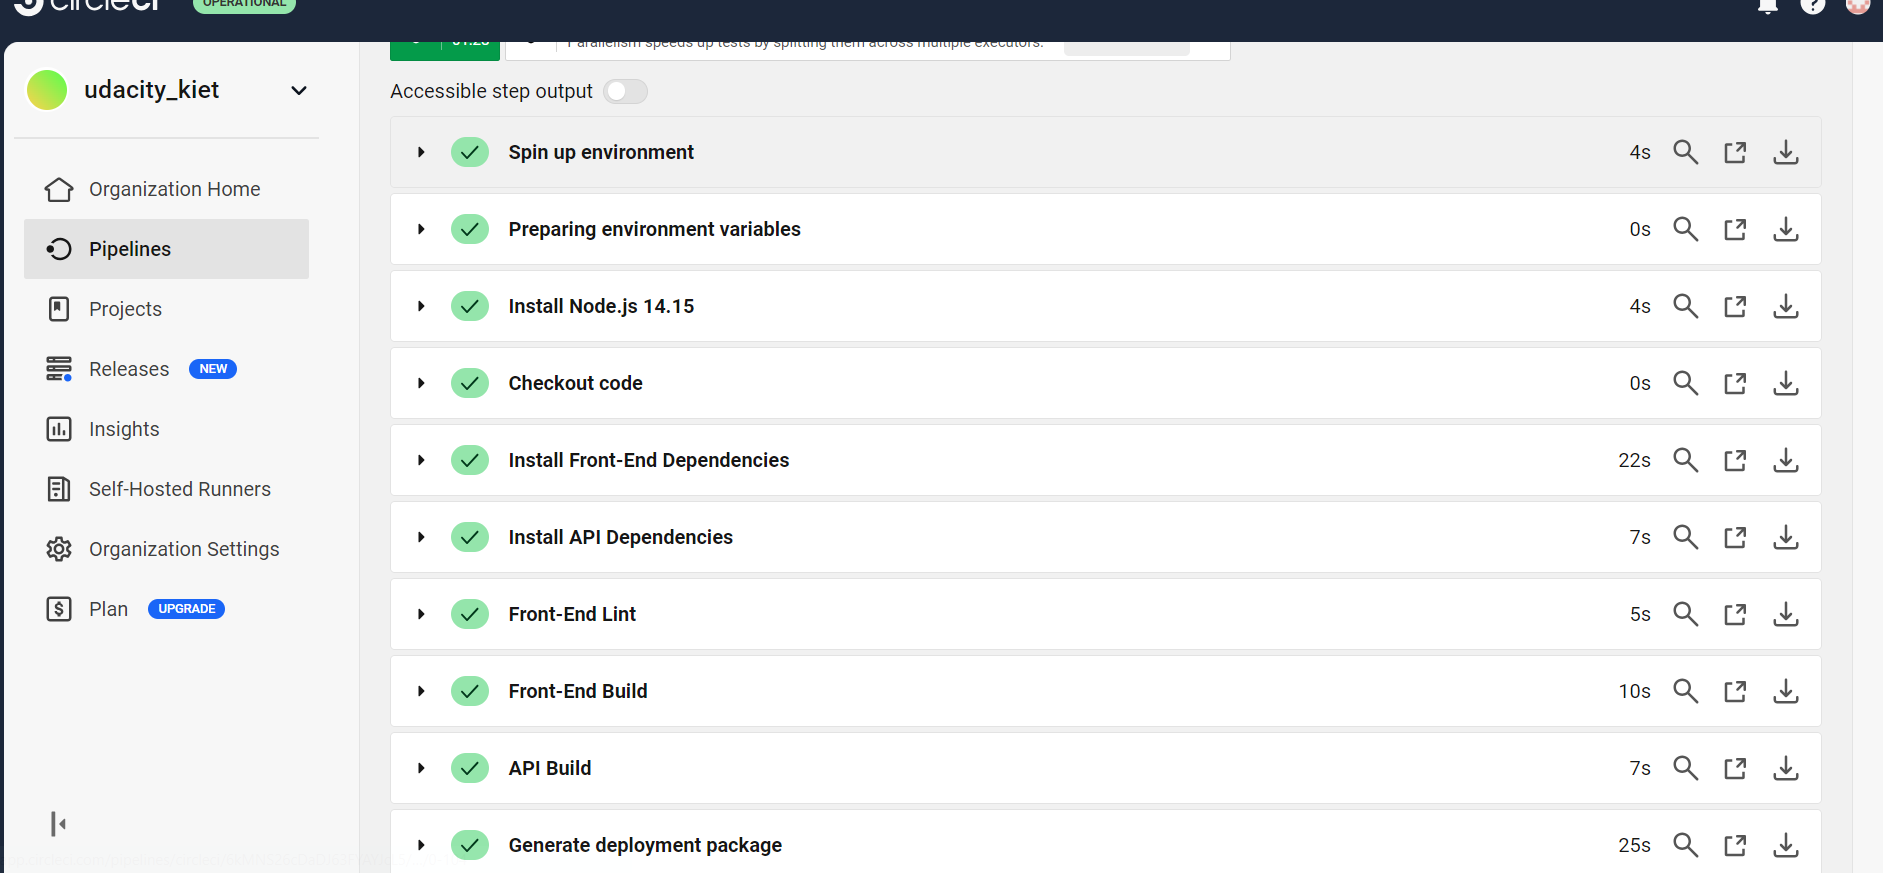 circleci
OPERATIONAL
01:28
Parallelism speeds up tests by splitting them across multiple executors.
udacity_kiet
Accessible step output
Organization Home
Pipelines
Projects
Releases NEW
Insights
Self-Hosted Runners
Organization Settings
Plan UPGRADE
Spin up environment 4s
Preparing environment variables 0s
Install Node.js 14.15 4s
Checkout code 0s
Install Front-End Dependencies 22s
Install API Dependencies 7s
Front-End Lint 5s
Front-End Build 10s
API Build 7s
Generate deployment package 25s